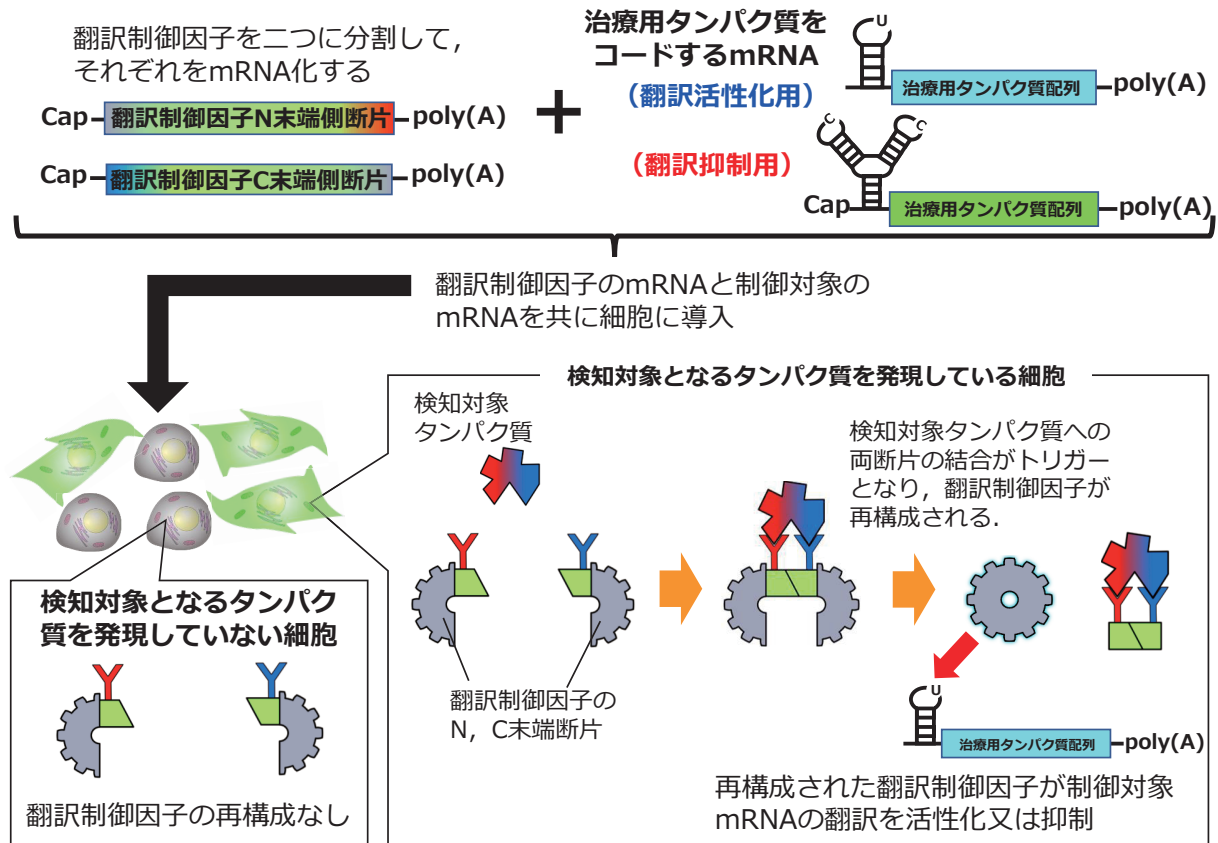 翻訳制御因子を二つに分割して，
それぞれをmRNA化する
Cap
翻訳制御因子N末端側断片
poly(A)
Cap
翻訳制御因子C末端側断片
poly(A)
+
治療用タンパク質を
コードするmRNA
（翻訳活性化用）
U
治療用タンパク質配列
poly(A)
（翻訳抑制用）
C
C
Cap
治療用タンパク質配列
poly(A)
翻訳制御因子のmRNAと制御対象の
mRNAを共に細胞に導入
検知対象となるタンパク質を発現している細胞
検知対象
タンパク質
検知対象タンパク質への
両断片の結合がトリガー
となり，翻訳制御因子が
再構成される．
検知対象となるタンパク
質を発現していない細胞
翻訳制御因子の再構成なし
翻訳制御因子の
N，C末端断片
U
治療用タンパク質配列
poly(A)
再構成された翻訳制御因子が制御対象
mRNAの翻訳を活性化又は抑制